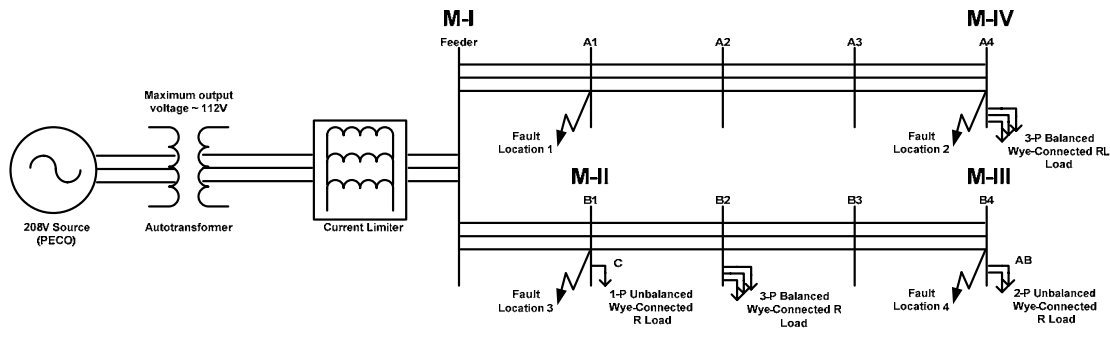 M-I
Feeder
A1
A2
A3
M-IV
A4
Maximum output
voltage ~ 112V
Fault
Location 1
Fault
Location 2
3-P Balanced
Wye-Connected RL
Load
208V Source
(PECO)
Autotransformer
Current Limiter
M-II
B1
B2
B3
M-III
B4
C
AB
Fault
Location 3
1-P Unbalanced
Wye-Connected
R Load
3-P Balanced
Wye-Connected R
Load
Fault
Location 4
2-P Unbalanced
Wye-Connected
R Load